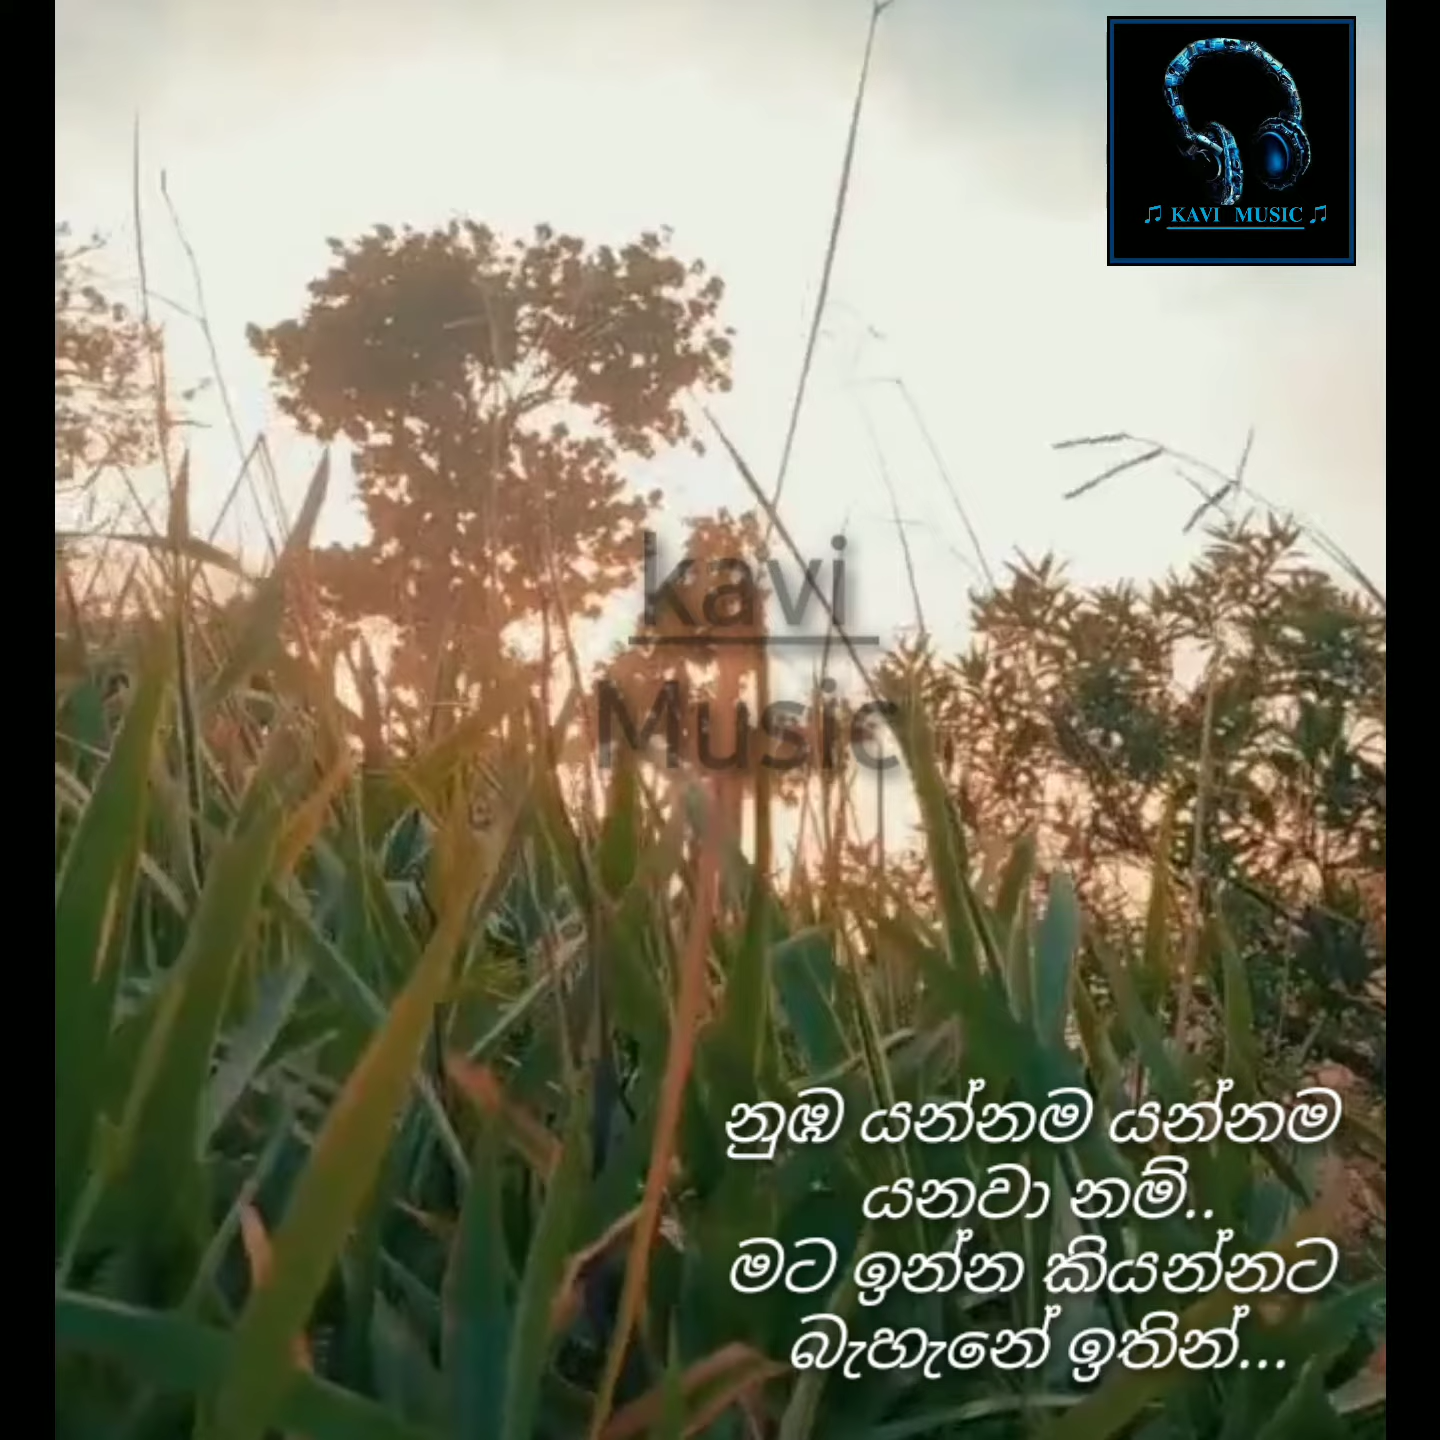 ♫ KAVI MUSIC ♫
kavi
Music
නුඹ යන්නම යන්නම
යනවා නම්..
මට ඉන්න කියන්නට
බැහැනේ ඉතින්...